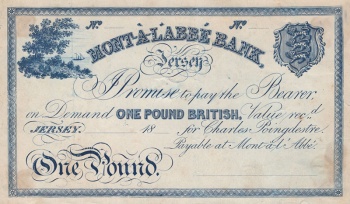 No. No.
MONT-À-L'ABBÉ BANK.
Jersey
I Promise to pay the Bearer
on Demand ONE POUND BRITISH, Value rec.d
JERSEY. 18 for Charles Poingdestre
Payable at Mont-à-l'Abbé.
One Pound.